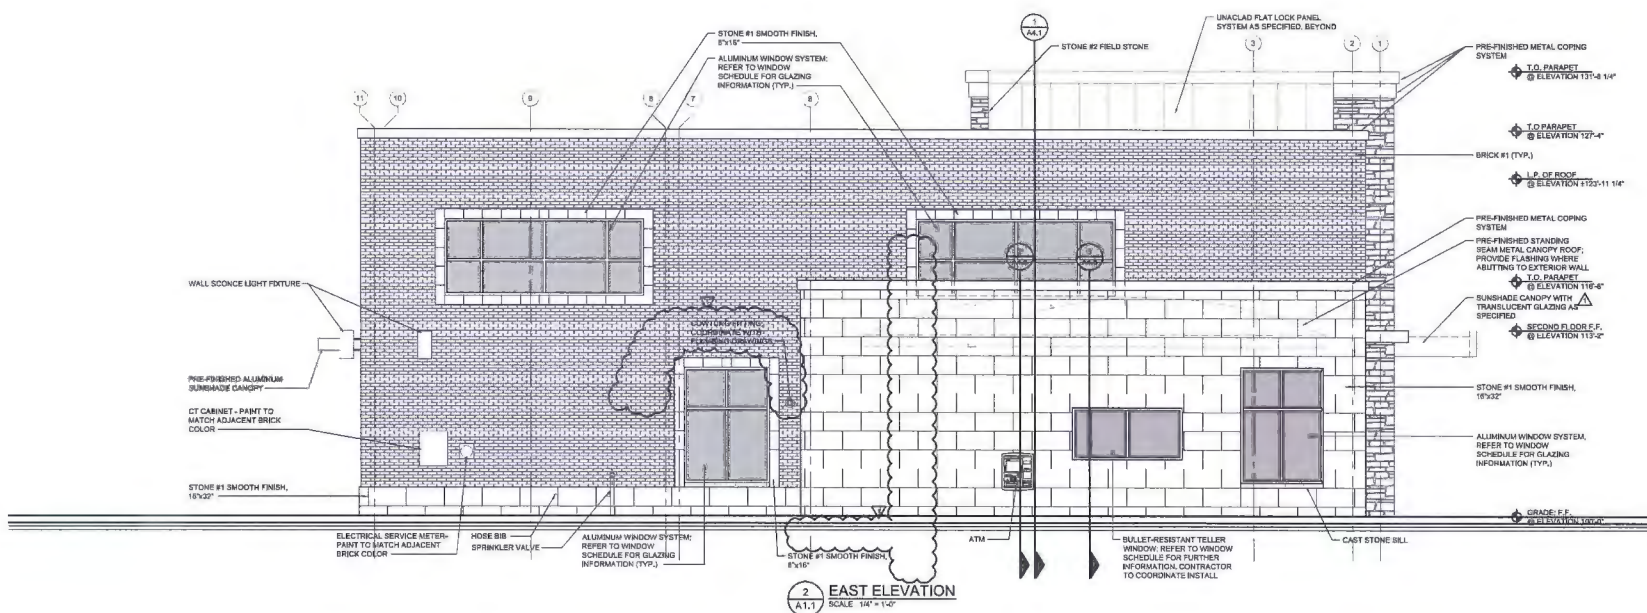 UNACLAD FLAT LOCK PANEL
SYSTEM AS SPECIFIED, BEYOND
1
A4.1
STONE #1 SMOOTH FINISH,
8"x16"
STONE #2 FIELD STONE
3
2
1
PRE-FINISHED METAL COPING
SYSTEM
ALUMINUM WINDOW SYSTEM;
REFER TO WINDOW
SCHEDULE FOR GLAZING
INFORMATION (TYP.)
T.O. PARAPET
@ ELEVATION 131'-8 1/4"
11
10
9
7
T.O PARAPET
@ ELEVATION 127'-4"
BRICK #1 (TYP.)
L.P. OF ROOF
@ ELEVATION ±123'-11 1/4"
PRE-FINISHED METAL COPING
SYSTEM
PRE-FINISHED STANDING
SEAM METAL CANOPY ROOF;
PROVIDE FLASHING WHERE
ABUTTING TO EXTERIOR WALL
T.O. PARAPET
@ ELEVATION 116'-6"
WALL SCONCE LIGHT FIXTURE
SUNSHADE CANOPY WITH
TRANSLUCENT GLAZING AS
SPECIFIED
COORDINATE WITH
PLUMBING DRAWINGS
SECOND FLOOR F.F.
@ ELEVATION 113'-2"
PRE-FINISHED ALUMINUM
SUNSHADE CANOPY
STONE #1 SMOOTH FINISH,
16"x32"
CT CABINET - PAINT TO
MATCH ADJACENT BRICK
COLOR
ALUMINUM WINDOW SYSTEM,
REFER TO WINDOW
SCHEDULE FOR GLAZING
INFORMATION (TYP.)
STONE #1 SMOOTH FINISH,
16"x32"
GRADE; F.F.
@ ELEVATION 100'-0"
ELECTRICAL SERVICE METER-
PAINT TO MATCH ADJACENT
BRICK COLOR
HOSE BIB
SPRINKLER VALVE
ALUMINUM WINDOW SYSTEM;
REFER TO WINDOW
SCHEDULE FOR GLAZING
INFORMATION (TYP.)
STONE #1 SMOOTH FINISH,
8"x16"
ATM
BULLET-RESISTANT TELLER
WINDOW; REFER TO WINDOW
SCHEDULE FOR FURTHER
INFORMATION. CONTRACTOR
TO COORDINATE INSTALL
CAST STONE SILL
2
A1.1
EAST ELEVATION
SCALE 1/4" = 1'-0"